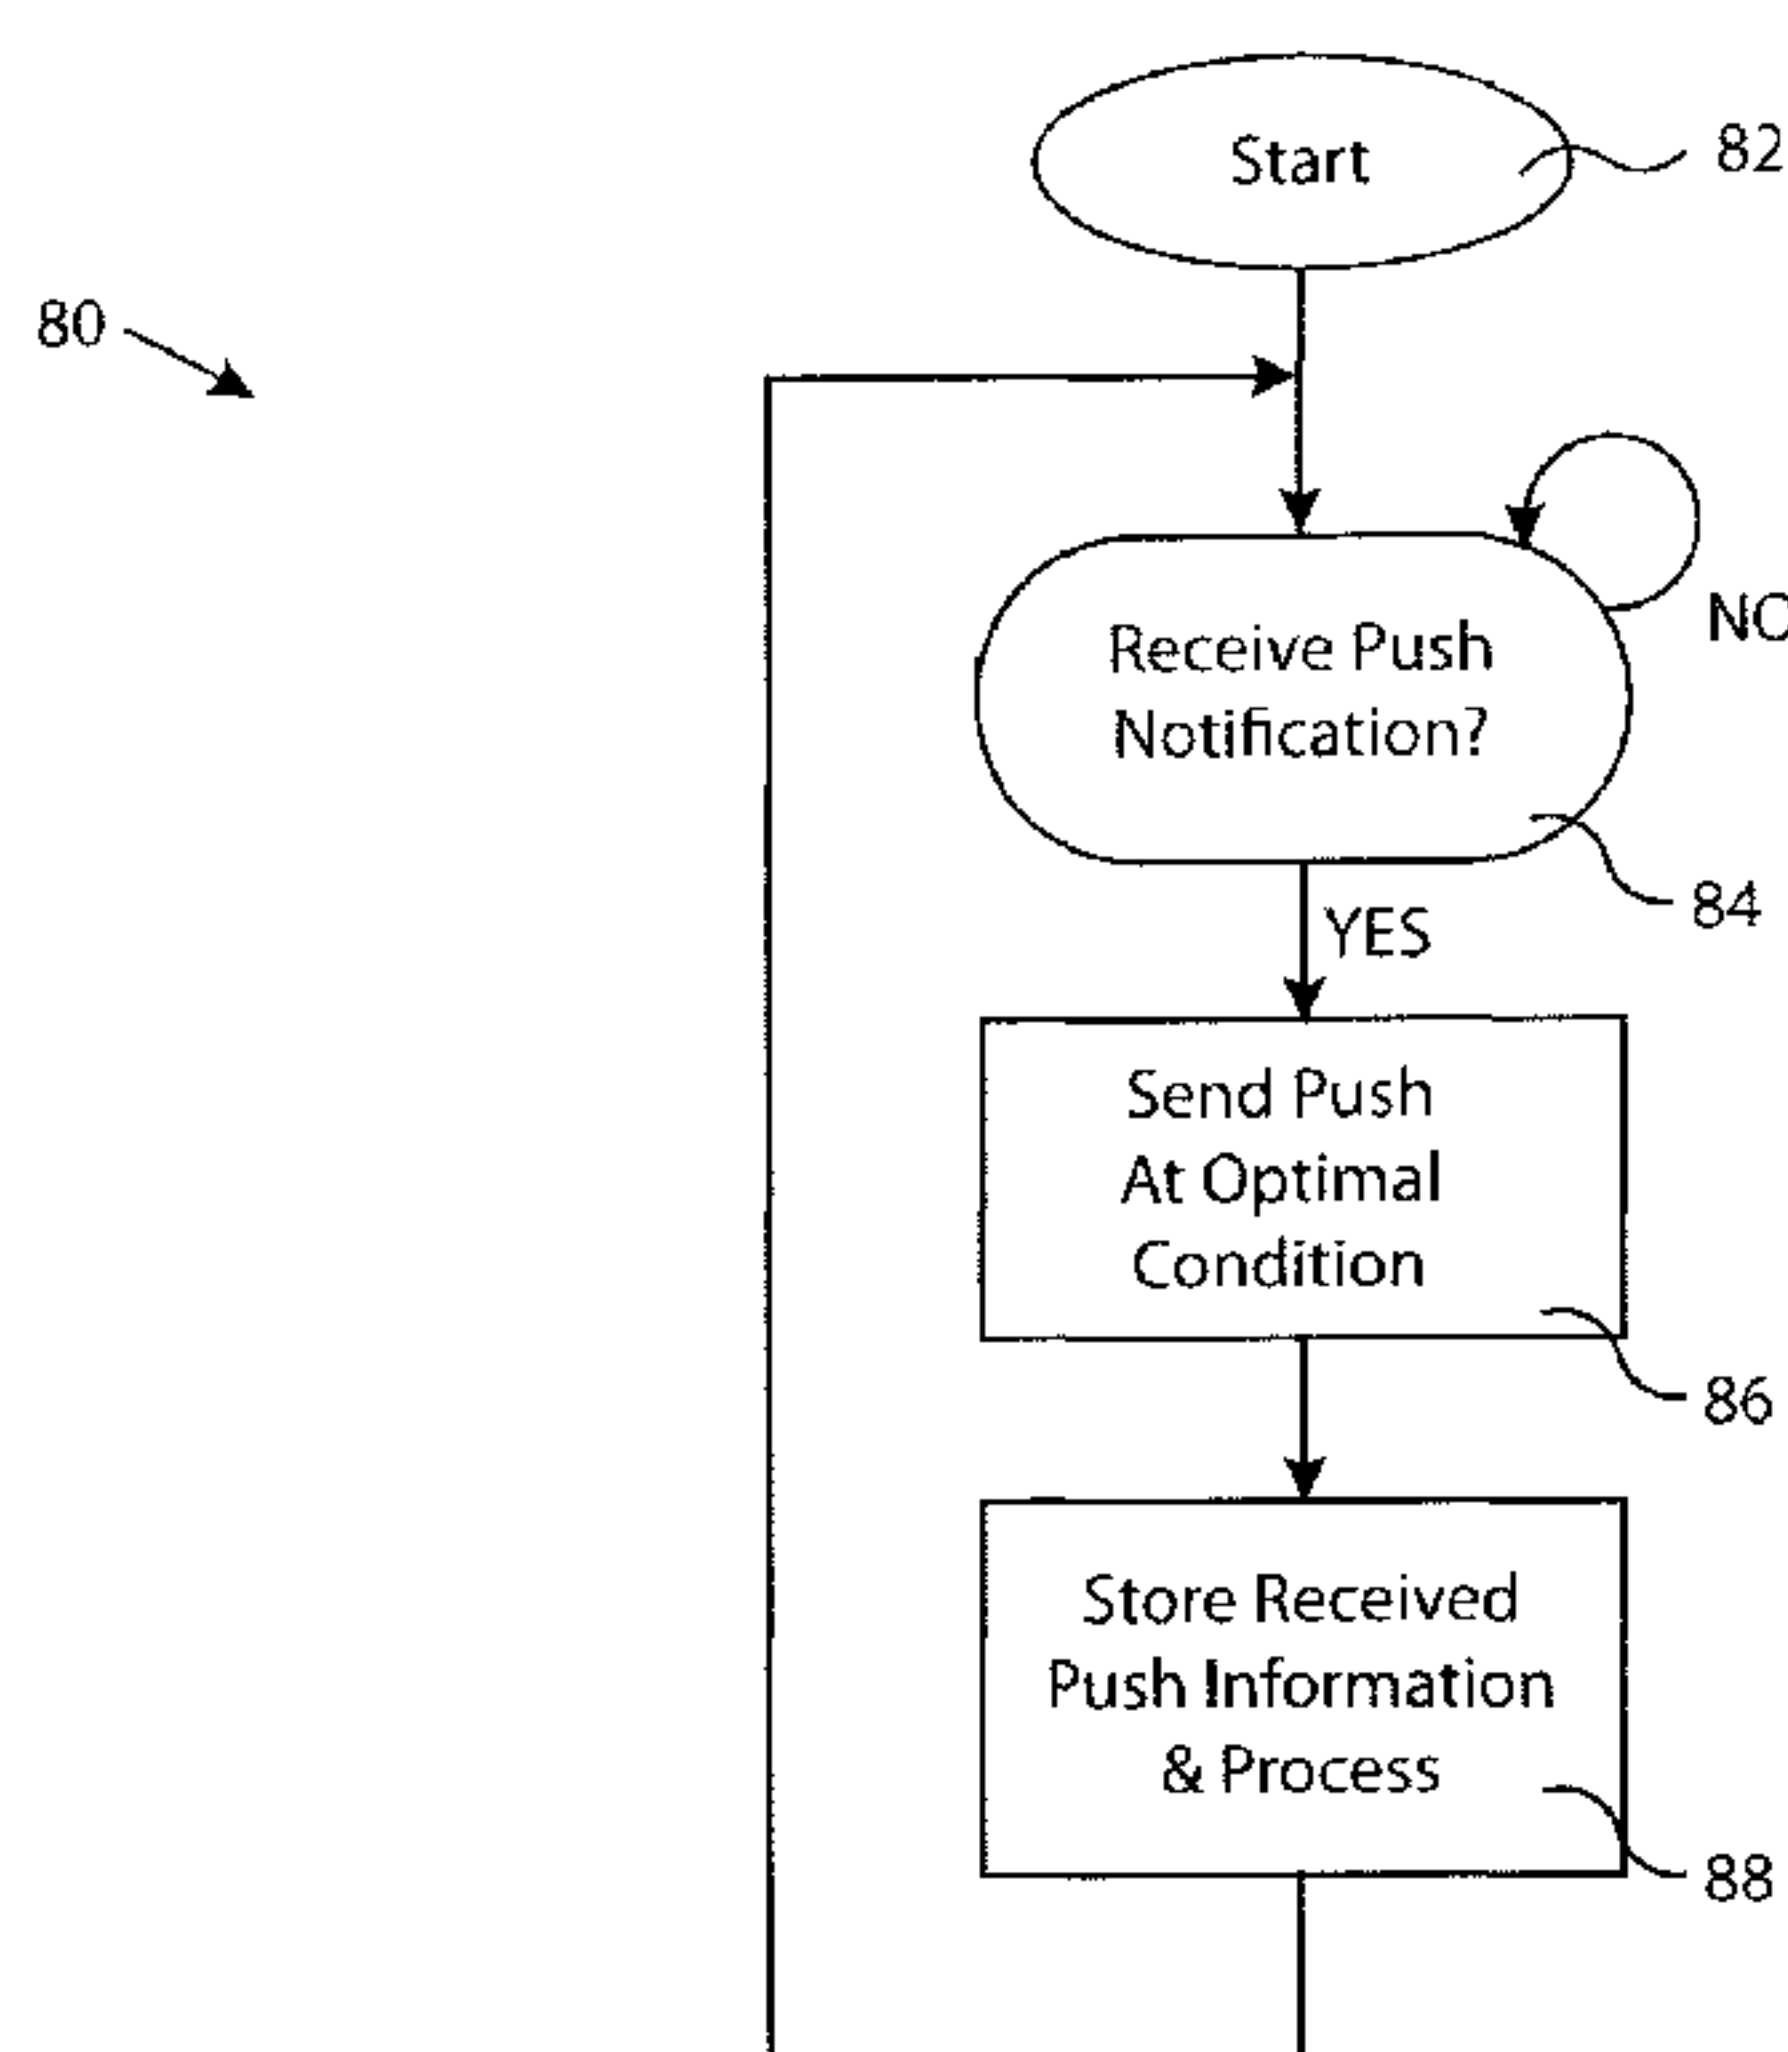 Start
82
80
NO
Receive Push
Notification?
84
YES
Send Push
At Optimal
Condition
86
Store Received
Push Information
& Process
88